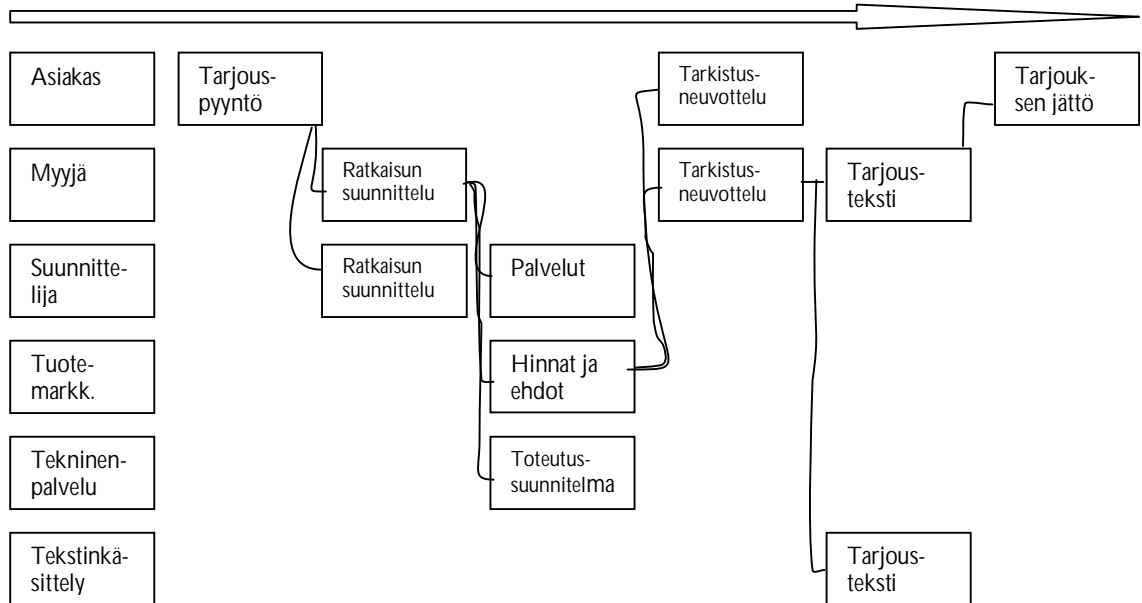 Asiakas
Tarjous-
pyyntö
Tarkistus-
neuvottelu
Tarjouk-
sen jättö
Myyjä
Ratkaisun
suunnittelu
Tarkistus-
neuvottelu
Tarjous-
teksti
Suunnitte-
lija
Ratkaisun
suunnittelu
Palvelut
Tuote-
markk.
Hinnat ja
ehdot
Tekninen-
palvelu
Toteutus-
suunnitelma
Tekstinkä-
sittely
Tarjous-
teksti